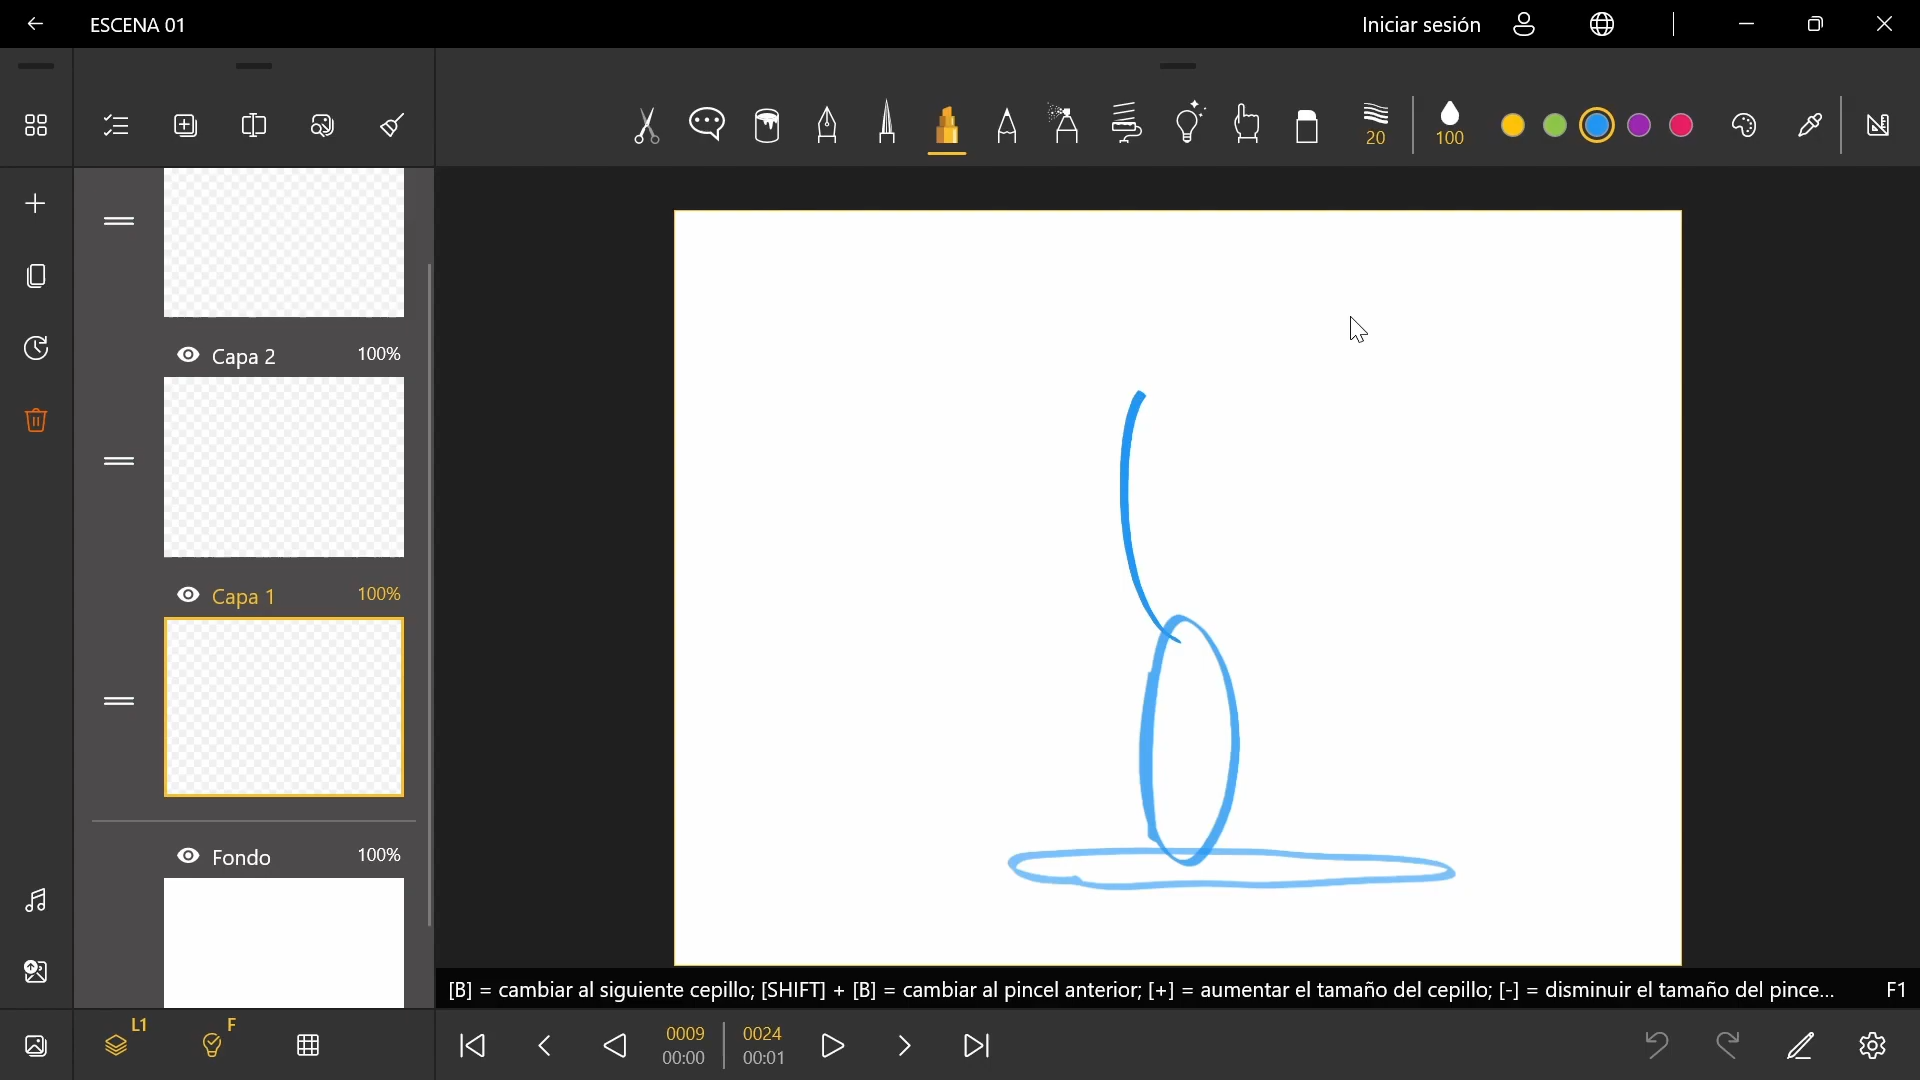 ESCENA 01
Iniciar sesión
20
100
Capa 2 100%
Capa 1 100%
Fondo 100%
[B] = cambiar al siguiente cepillo; [SHIFT] + [B] = cambiar al pincel anterior; [+] = aumentar el tamaño del cepillo; [-] = disminuir el tamaño del pince... F1
L1
F
0009
00:00
0024
00:01